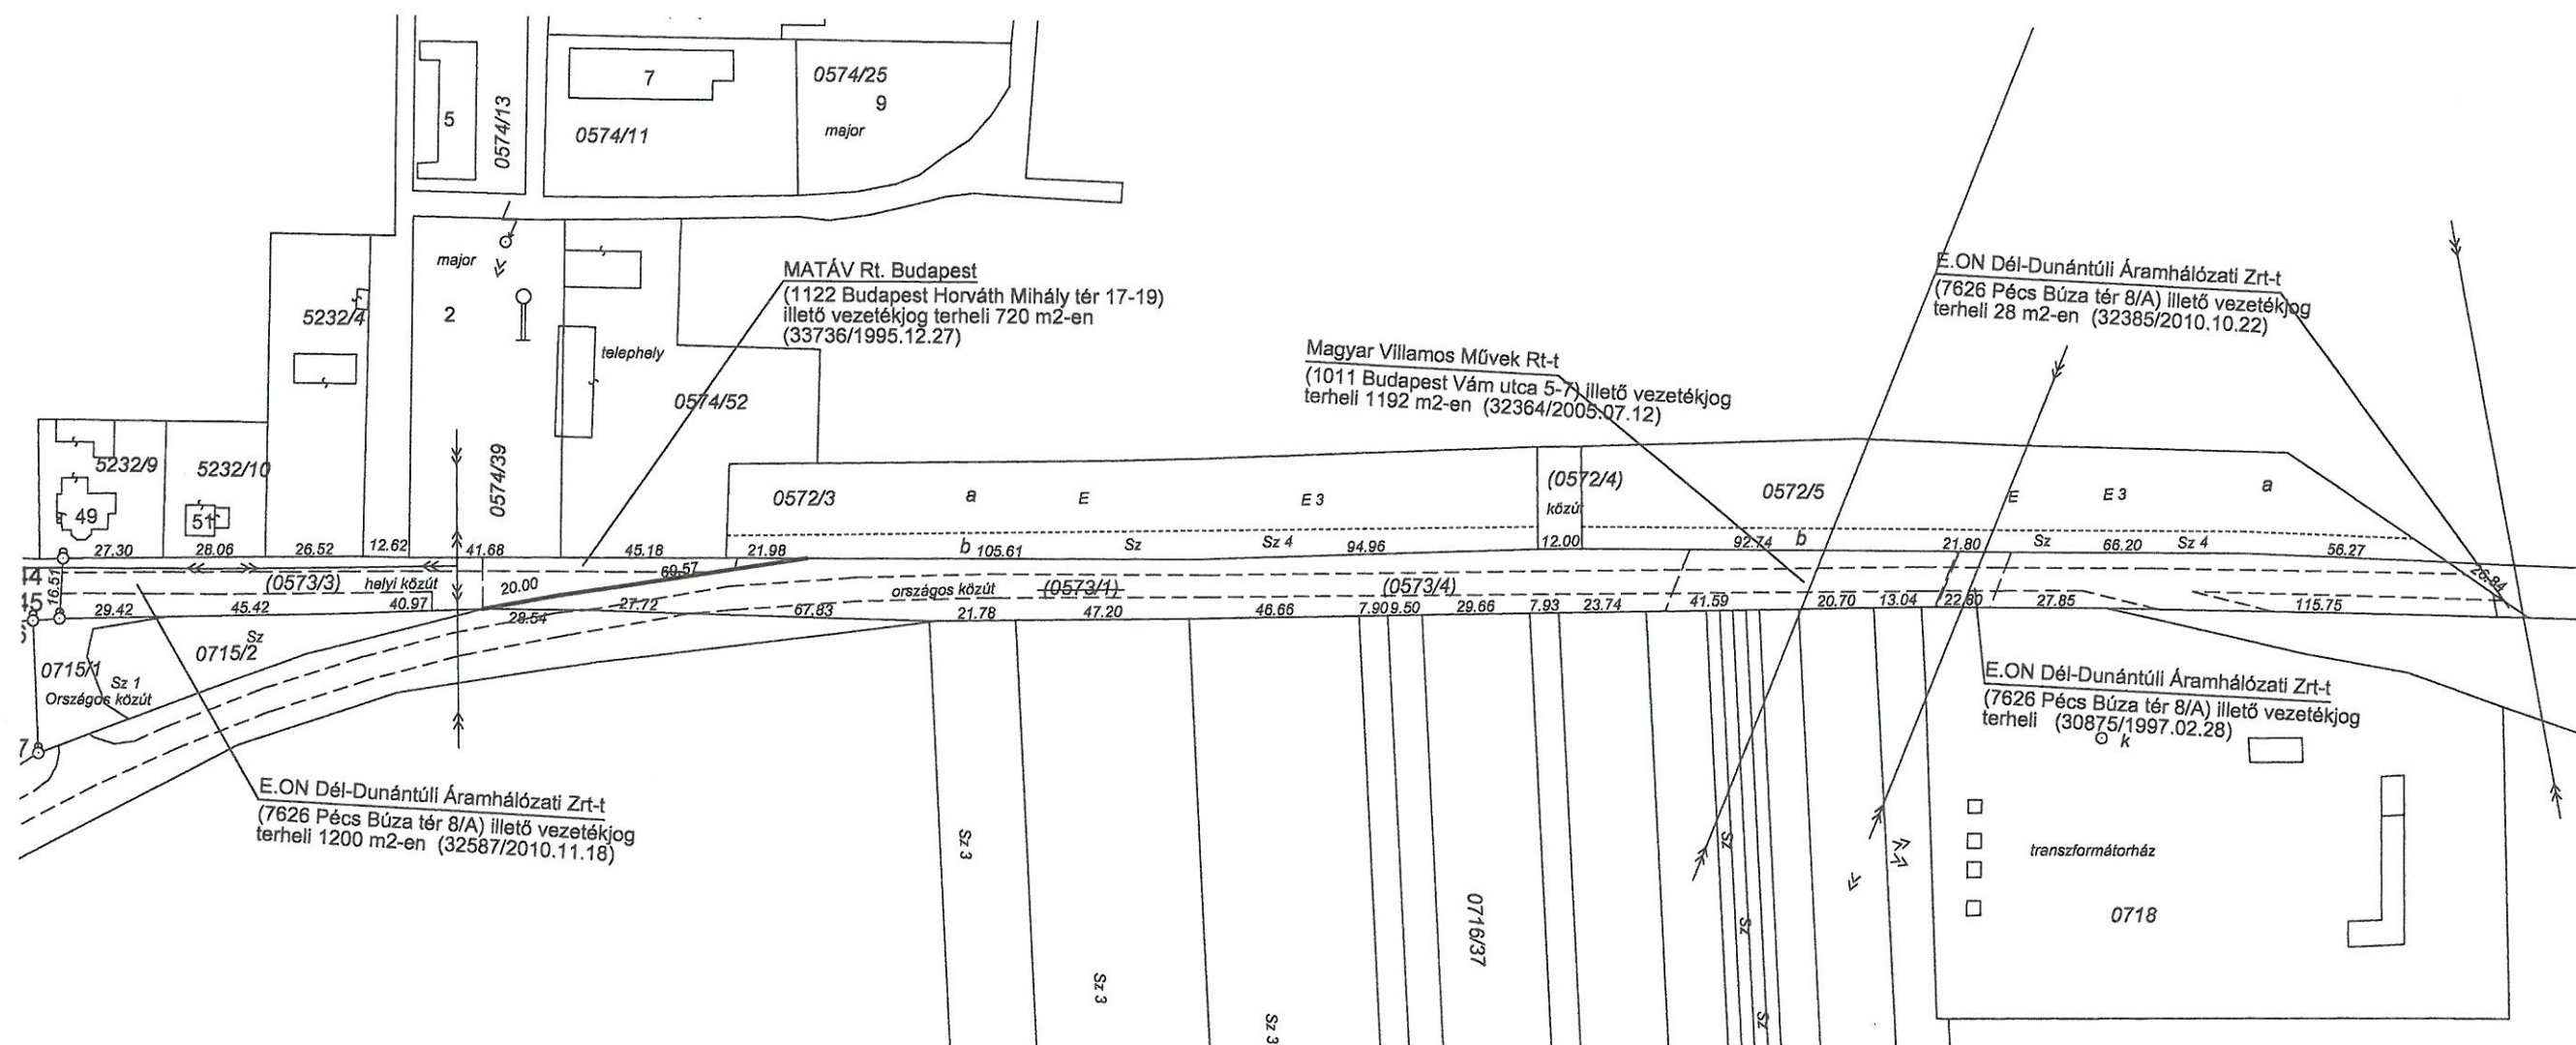 5
0574/13
7
0574/11
0574/25
9
major
major
2
5232/4
telephely
0574/52
0574/39
5232/9
5232/10
49
51
MATÁV Rt. Budapest
(1122 Budapest Horváth Mihály tér 17-19)
illető vezetékjog terheli 720 m2-en
(33736/1995.12.27)
Magyar Villamos Művek Rt-t
(1011 Budapest Vám utca 5-7) illető vezetékjog
terheli 1192 m2-en (32364/2005.07.12)
E.ON Dél-Dunántúli Áramhálózati Zrt-t
(7626 Pécs Búza tér 8/A) illető vezetékjog
terheli 28 m2-en (32385/2010.10.22)
0572/3
a
E
E 3
(0572/4)
közút
0572/5
E
E 3
a
27.30
28.06
26.52
12.62
41.68
45.18
21.98
b
105.61
Sz
Sz 4
94.96
12.00
92.74
b
21.80
Sz
66.20
Sz 4
56.27
26.84
44
45
16.51
(0573/3)
helyi közút
20.00
69.57
országos közút
(0573/1)
(0573/4)
29.42
45.42
40.97
28.54
27.72
67.83
21.78
47.20
46.66
7.90
9.50
29.66
7.93
23.74
41.59
20.70
13.04
22.80
27.85
115.75
0715/1
Sz
0715/2
Sz 1
Országos közút
7
E.ON Dél-Dunántúli Áramhálózati Zrt-t
(7626 Pécs Búza tér 8/A) illető vezetékjog
terheli 1200 m2-en (32587/2010.11.18)
E.ON Dél-Dunántúli Áramhálózati Zrt-t
(7626 Pécs Búza tér 8/A) illető vezetékjog
terheli (30875/1997.02.28)
k
Sz 3
Sz 3
Sz 3
0716/37
Sz
Sz
Sz
transzformátorház
0718